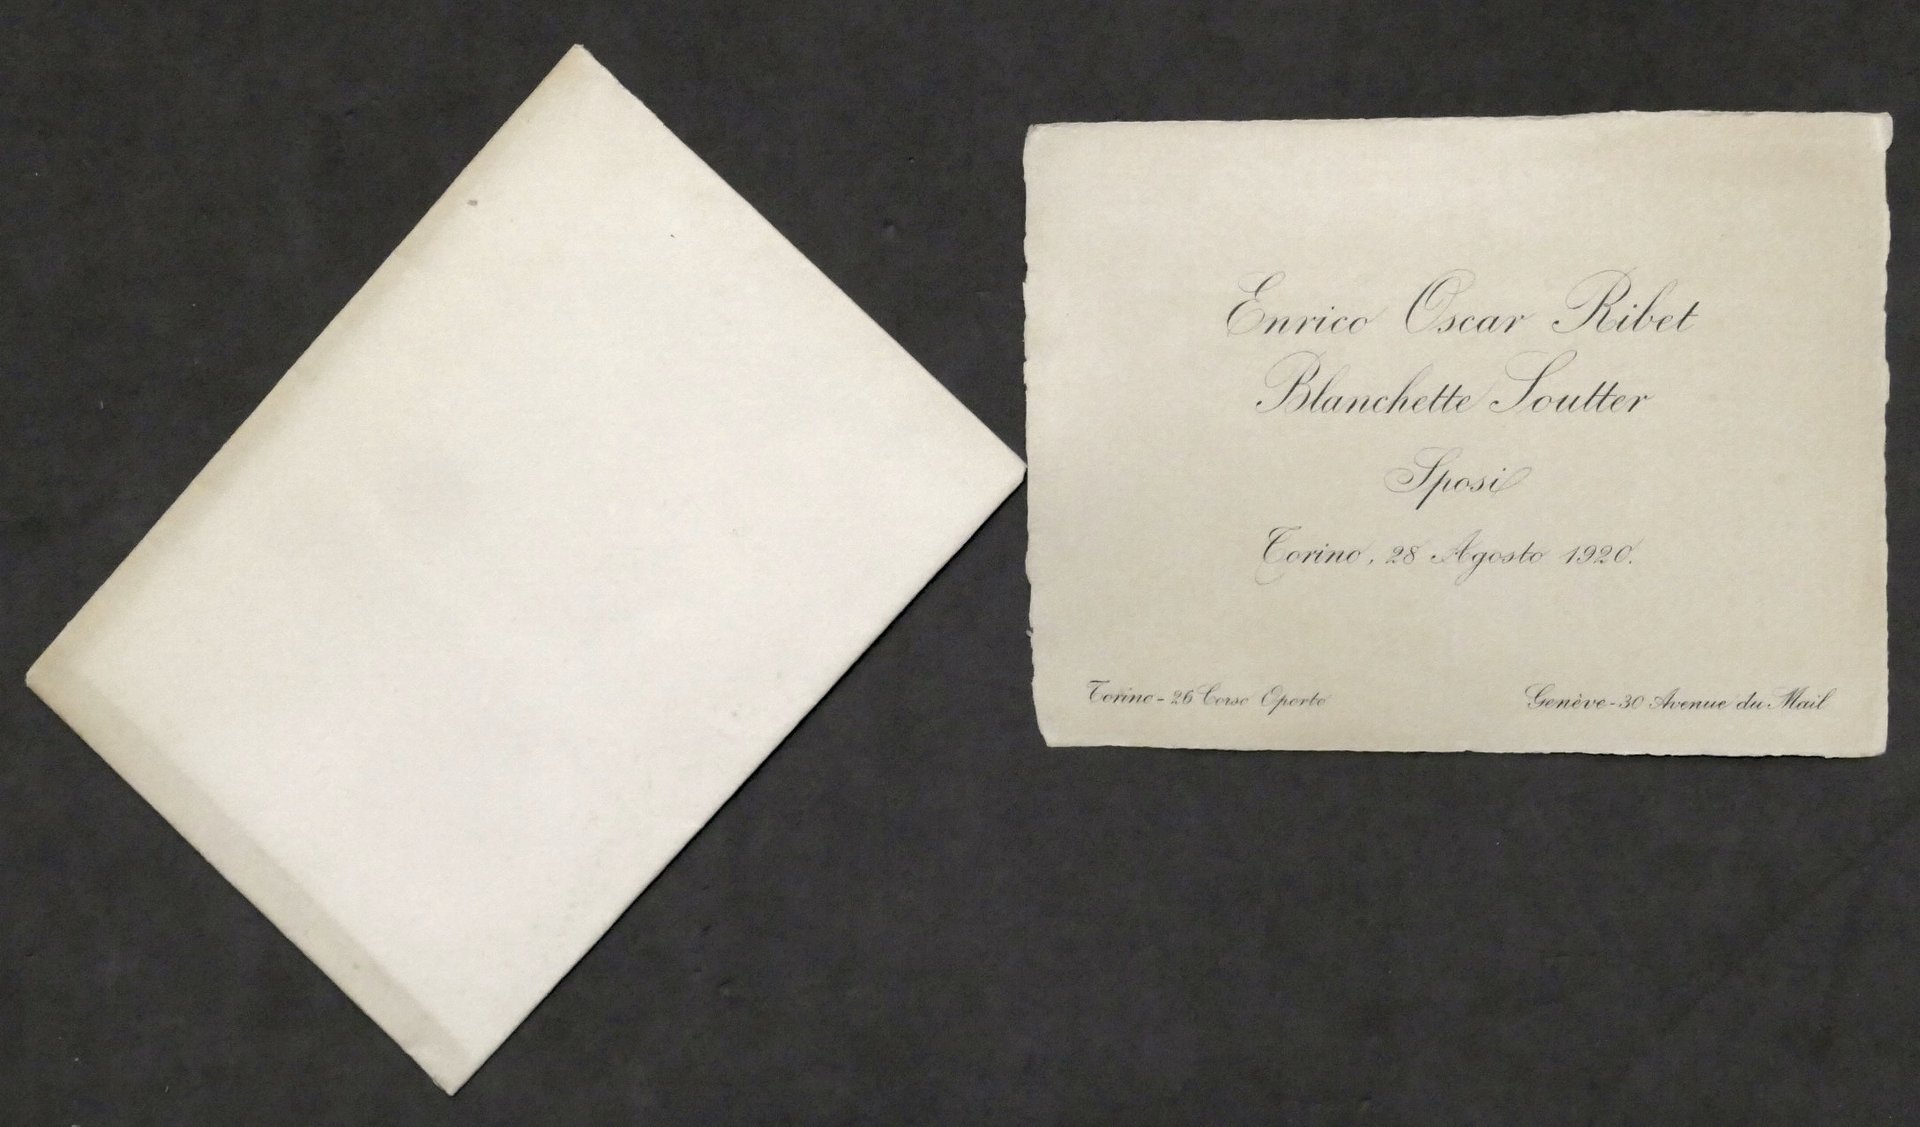 Enrico Oscar Ribet
Blanchette Soutter
Sposi
Torino, 28 Agosto 1920.
Torino - 26 Corso Oporto
Genève - 30 Avenue du Mail